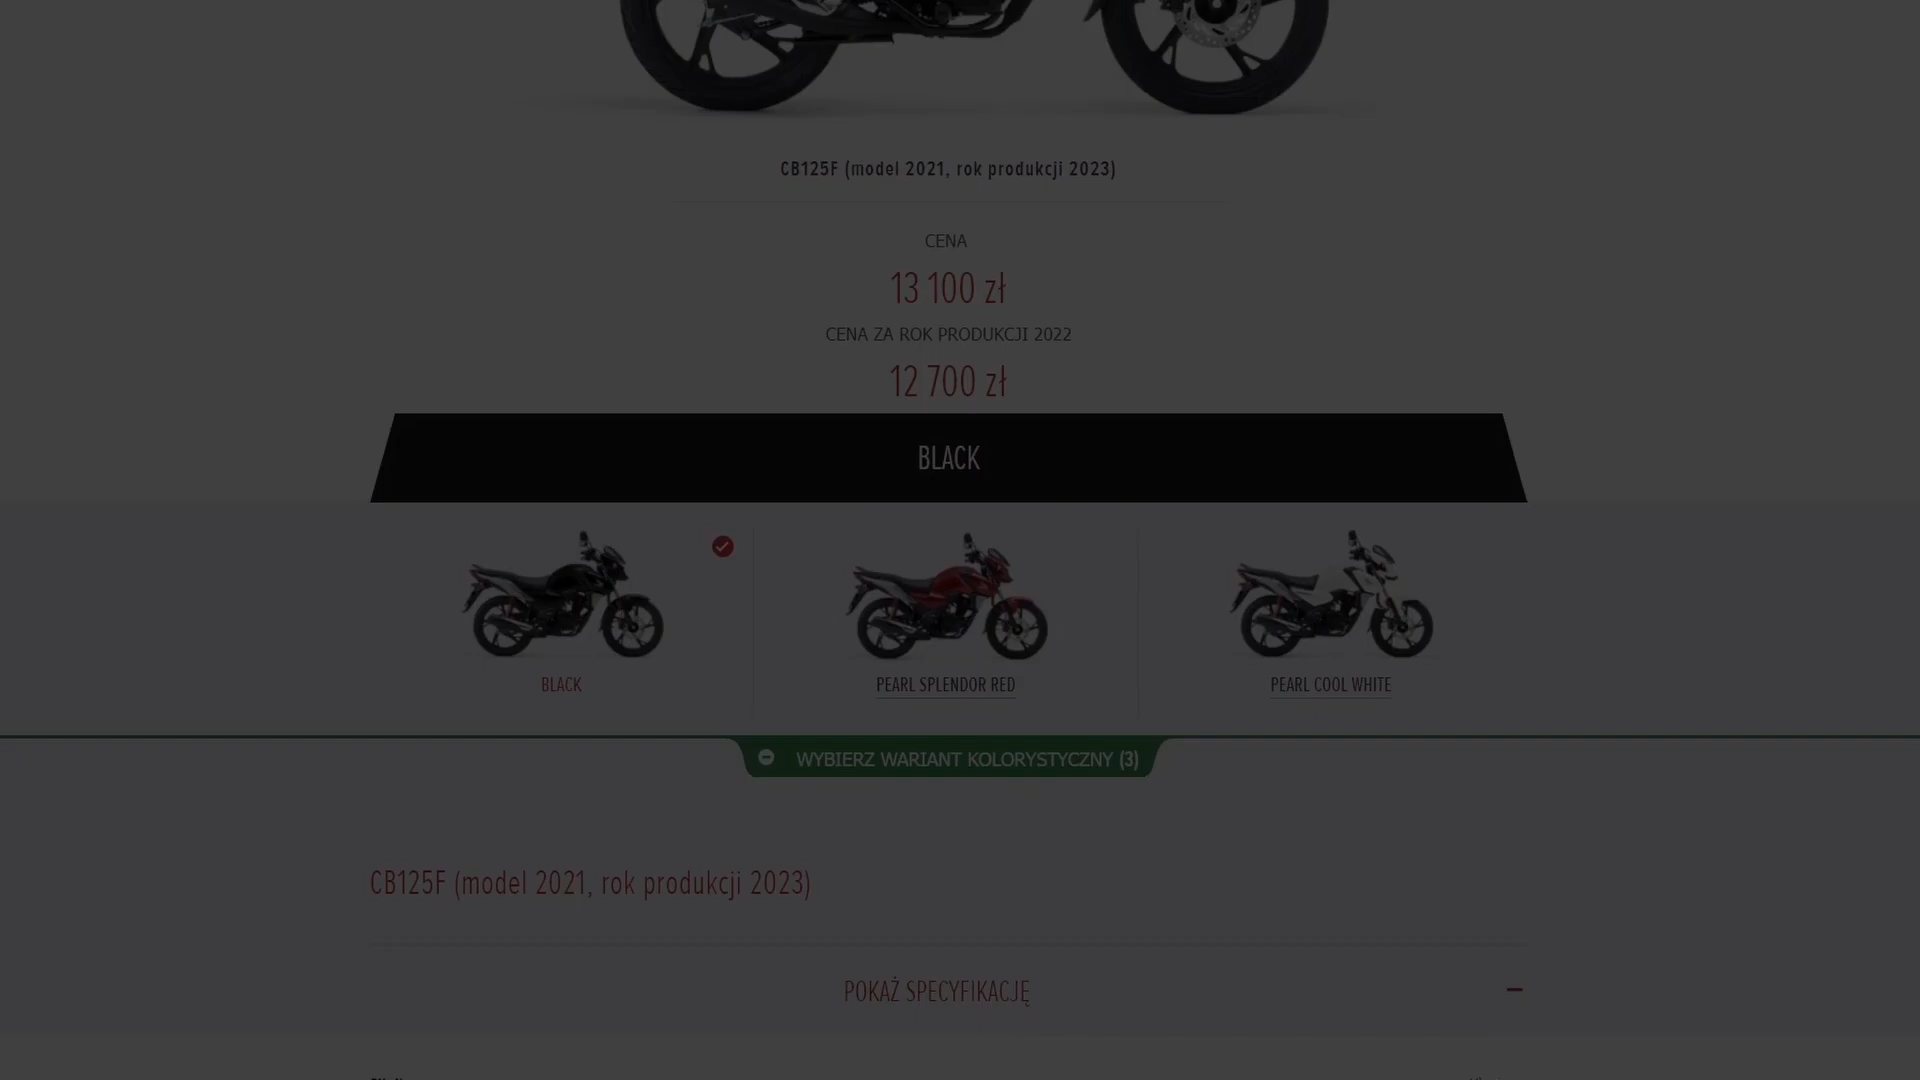 CB125F (model 2021, rok produkcji 2023)
CENA
13 100 zł
CENA ZA ROK PRODUKCJI 2022
12 700 zł
BLACK
BLACK
PEARL SPLENDOR RED
PEARL COOL WHITE
WYBIERZ WARIANT KOLORYSTYCZNY (3)
CB125F (model 2021, rok produkcji 2023)
POKAŻ SPECYFIKACJĘ